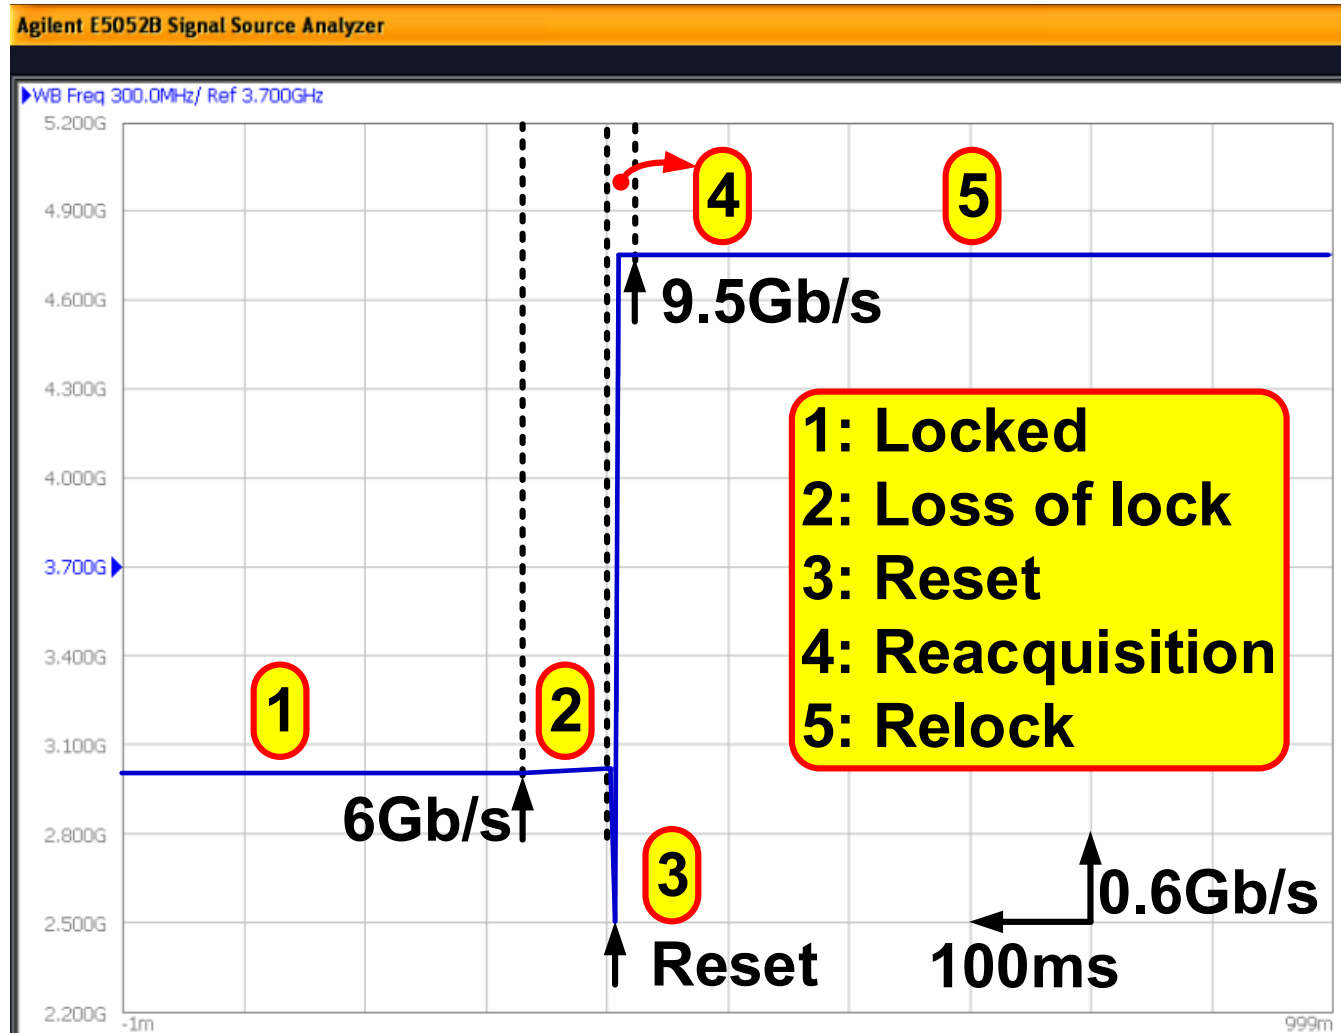 Agilent E5052B Signal Source Analyzer
WB Freq 300.0MHz/ Ref 3.700GHz
5.200G
4.900G
4.600G
4.300G
4.000G
3.700G
3.400G
3.100G
2.800G
2.500G
2.200G
-1m
999m
4
5
9.5Gb/s
1: Locked
2: Loss of lock
3: Reset
4: Reacquisition
5: Relock
1
2
6Gb/s
3
0.6Gb/s
Reset
100ms